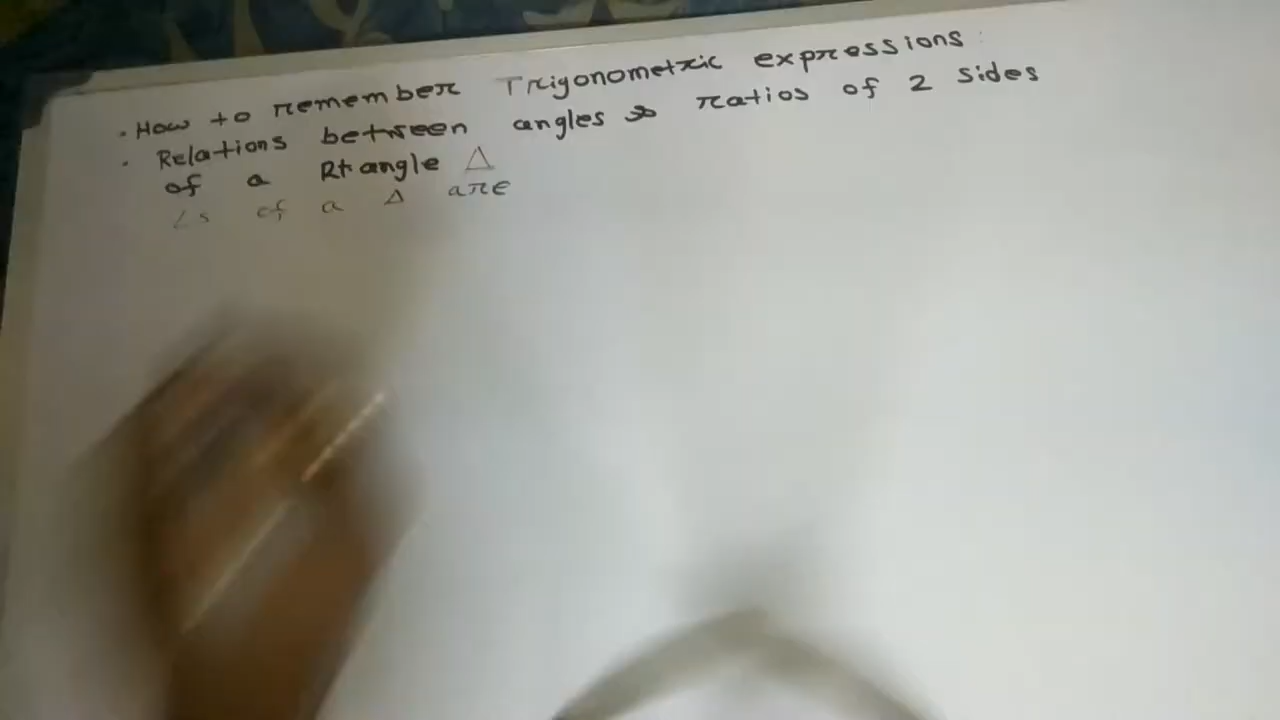 · How to remember Trigonometric expressions:
· Relations between angles & ratios of 2 sides
of a Rt angle Δ
∠s of a Δ are